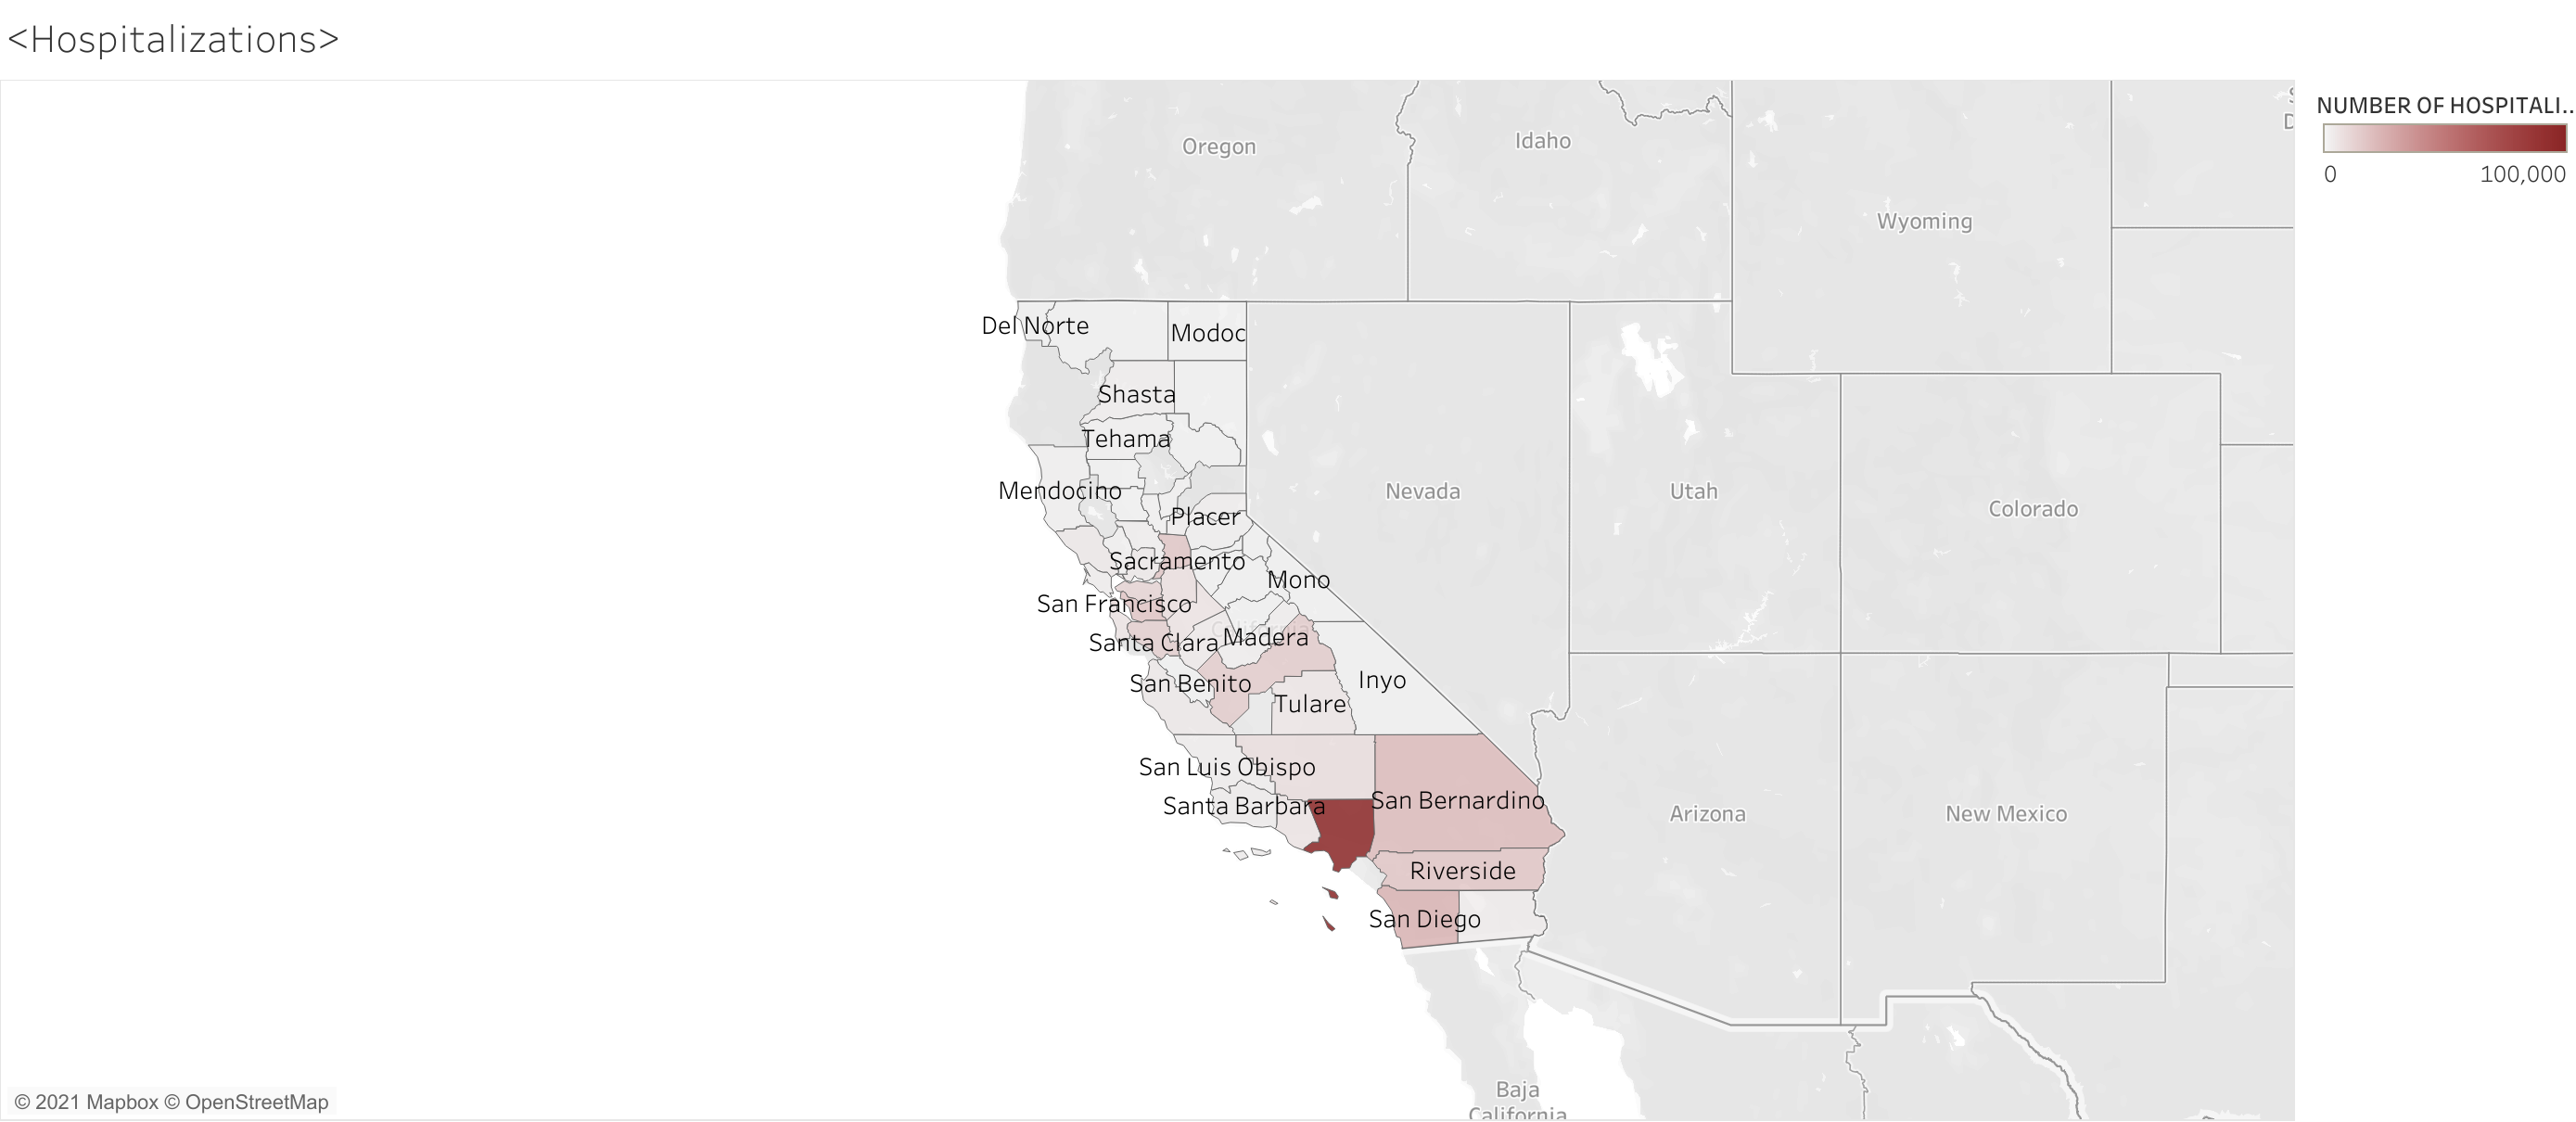 <Hospitalizations>
NUMBER OF HOSPITALI..
0 100,000
Oregon
Idaho
Wyoming
Del Norte
Modoc
Shasta
Tehama
Mendocino
Nevada
Utah
Colorado
Placer
Sacramento
Mono
San Francisco
California
Santa Clara
Madera
San Benito
Inyo
Tulare
San Luis Obispo
Santa Barbara
San Bernardino
Arizona
New Mexico
Riverside
San Diego
Baja
California
© 2021 Mapbox © OpenStreetMap